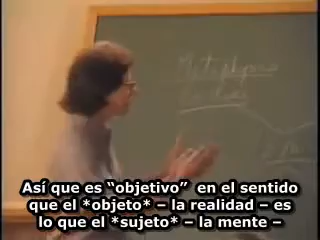 Metaphysics
Así que es “objetivo”  en el sentido
que el *objeto* – la realidad – es
lo que el *sujeto* – la mente –